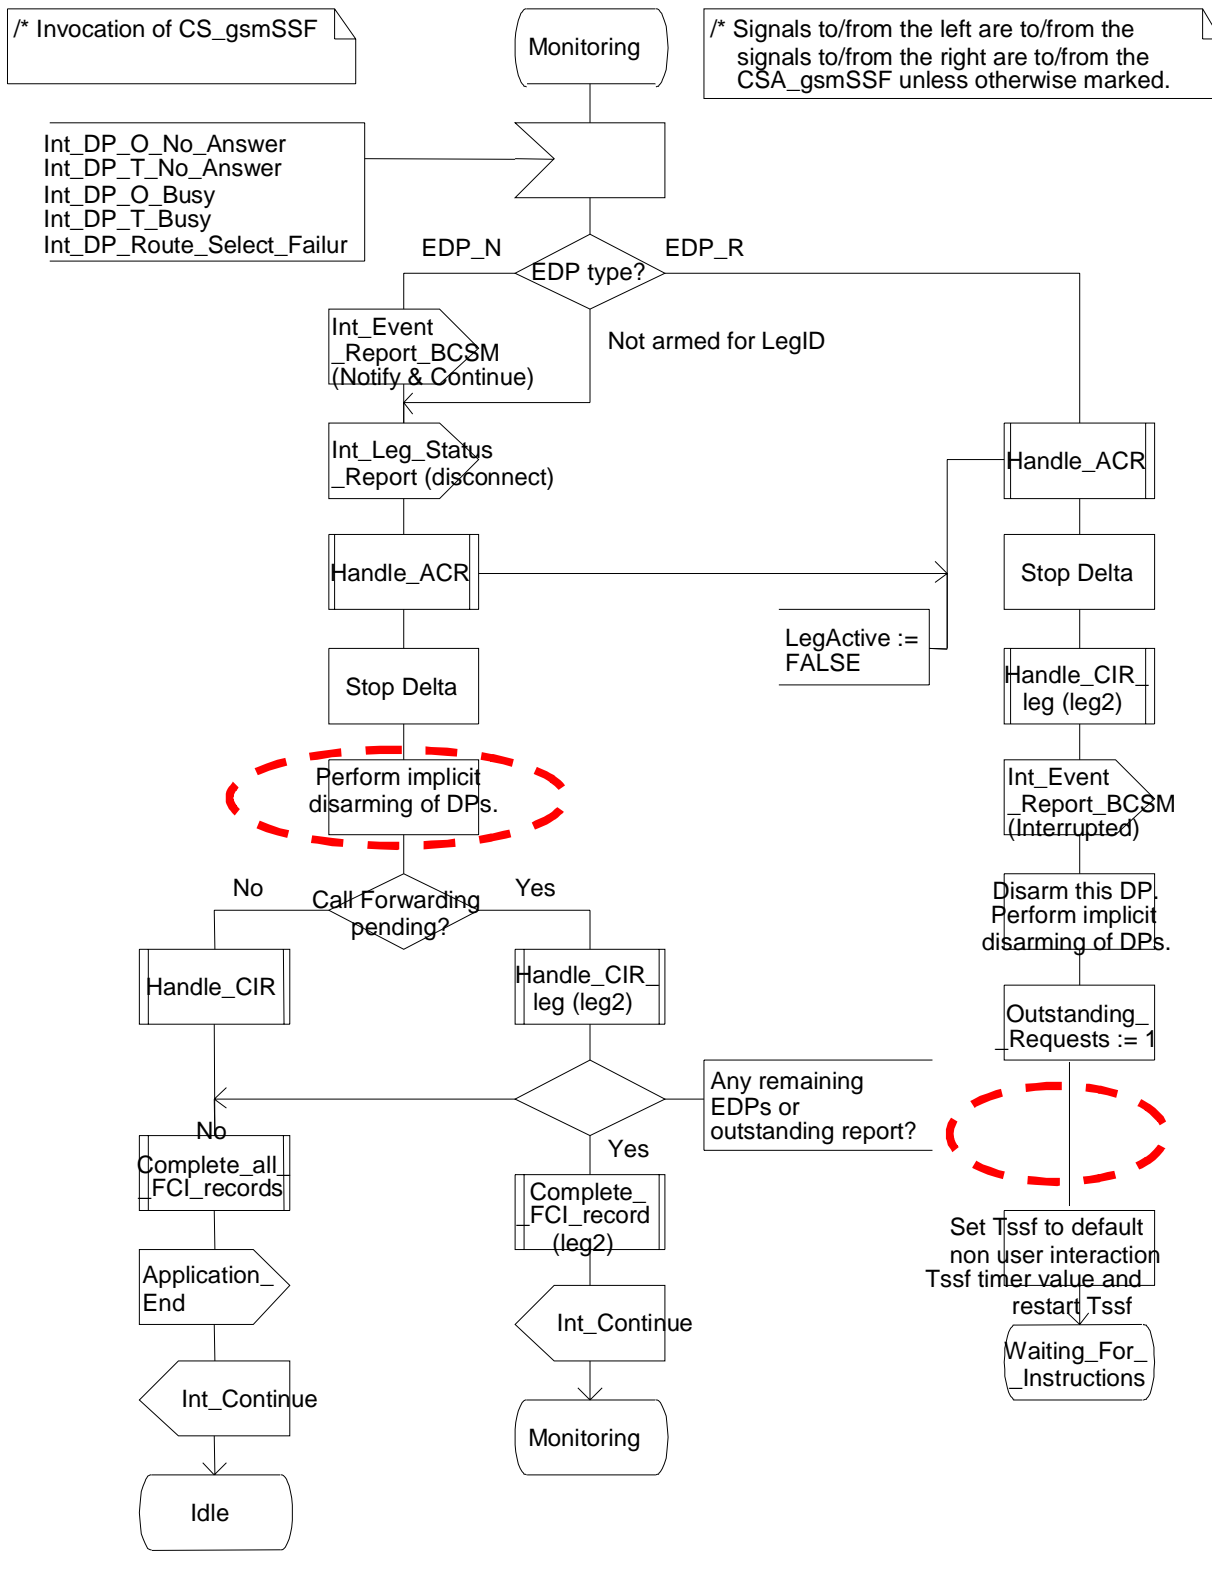 /* Invocation of CS_gsmSSF
Monitoring
/* Signals to/from the left are to/from the
signals to/from the right are to/from the
CSA_gsmSSF unless otherwise marked.
Int_DP_O_No_Answer
Int_DP_T_No_Answer
Int_DP_O_Busy
Int_DP_T_Busy
Int_DP_Route_Select_Failur
EDP_N
EDP_R
EDP type?
Int_Event
_Report_BCSM
(Notify & Continue)
Not armed for LegID
Int_Leg_Status
_Report (disconnect)
Handle_ACR
Handle_ACR
Stop Delta
LegActive :=
FALSE
Stop Delta
Handle_CIR_
leg (leg2)
Perform implicit
disarming of DPs.
Int_Event
_Report_BCSM
(Interrupted)
No
Call Forwarding
pending?
Yes
Disarm this DP.
Perform implicit
disarming of DPs.
Handle_CIR
Handle_CIR_
leg (leg2)
Outstanding_
_Requests := 1
Any remaining
EDPs or
outstanding report?
No
Yes
Complete_all_
_FCI_records
Complete_
_FCI_record
(leg2)
Set Tssf to default
non user interaction
Tssf timer value and
restart Tssf
Application_
End
Int_Continue
Waiting_For_
_Instructions
Int_Continue
Monitoring
Idle